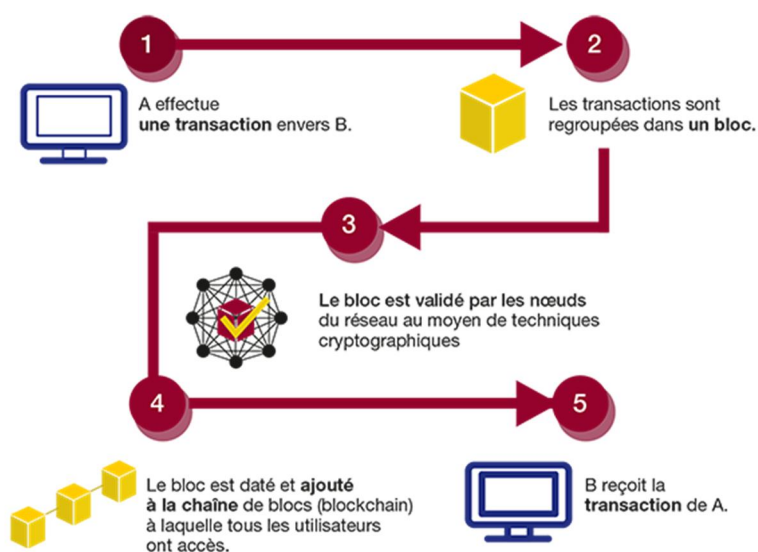 1
2
A effectue
une transaction envers B.
Les transactions sont
regroupées dans un bloc.
3
Le bloc est validé par les nœuds
du réseau au moyen de techniques
cryptographiques
4
5
Le bloc est daté et ajouté
à la chaîne de blocs (blockchain)
à laquelle tous les utilisateurs
ont accès.
B reçoit la
transaction de A.